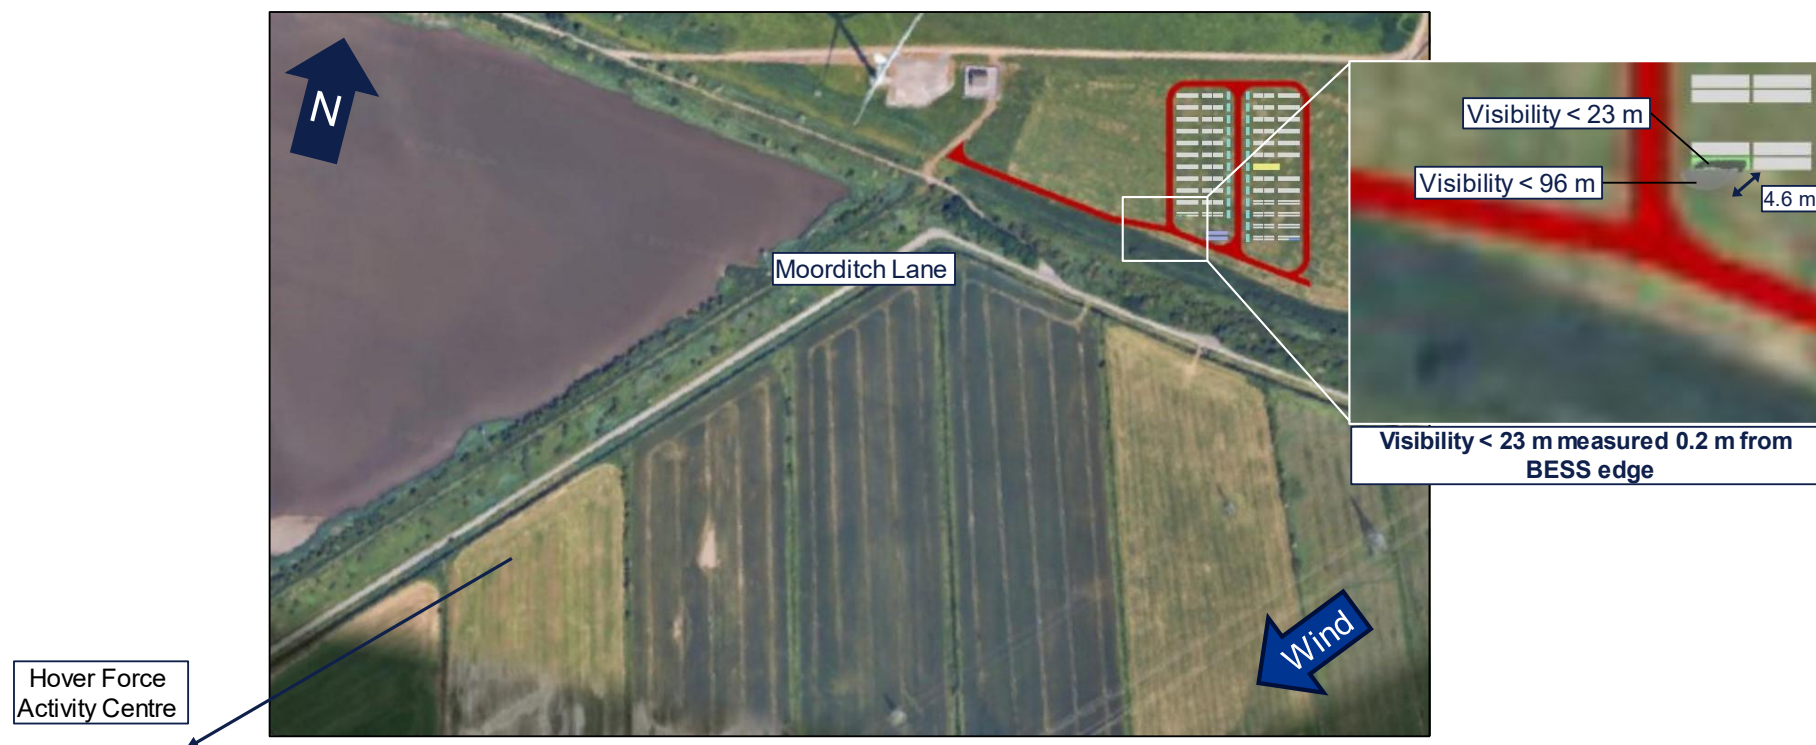 N
Visibility < 23 m
Visibility < 96 m
4.6 m
Moorditch Lane
Visibility < 23 m measured 0.2 m from
BESS edge
Wind
Hover Force
Activity Centre